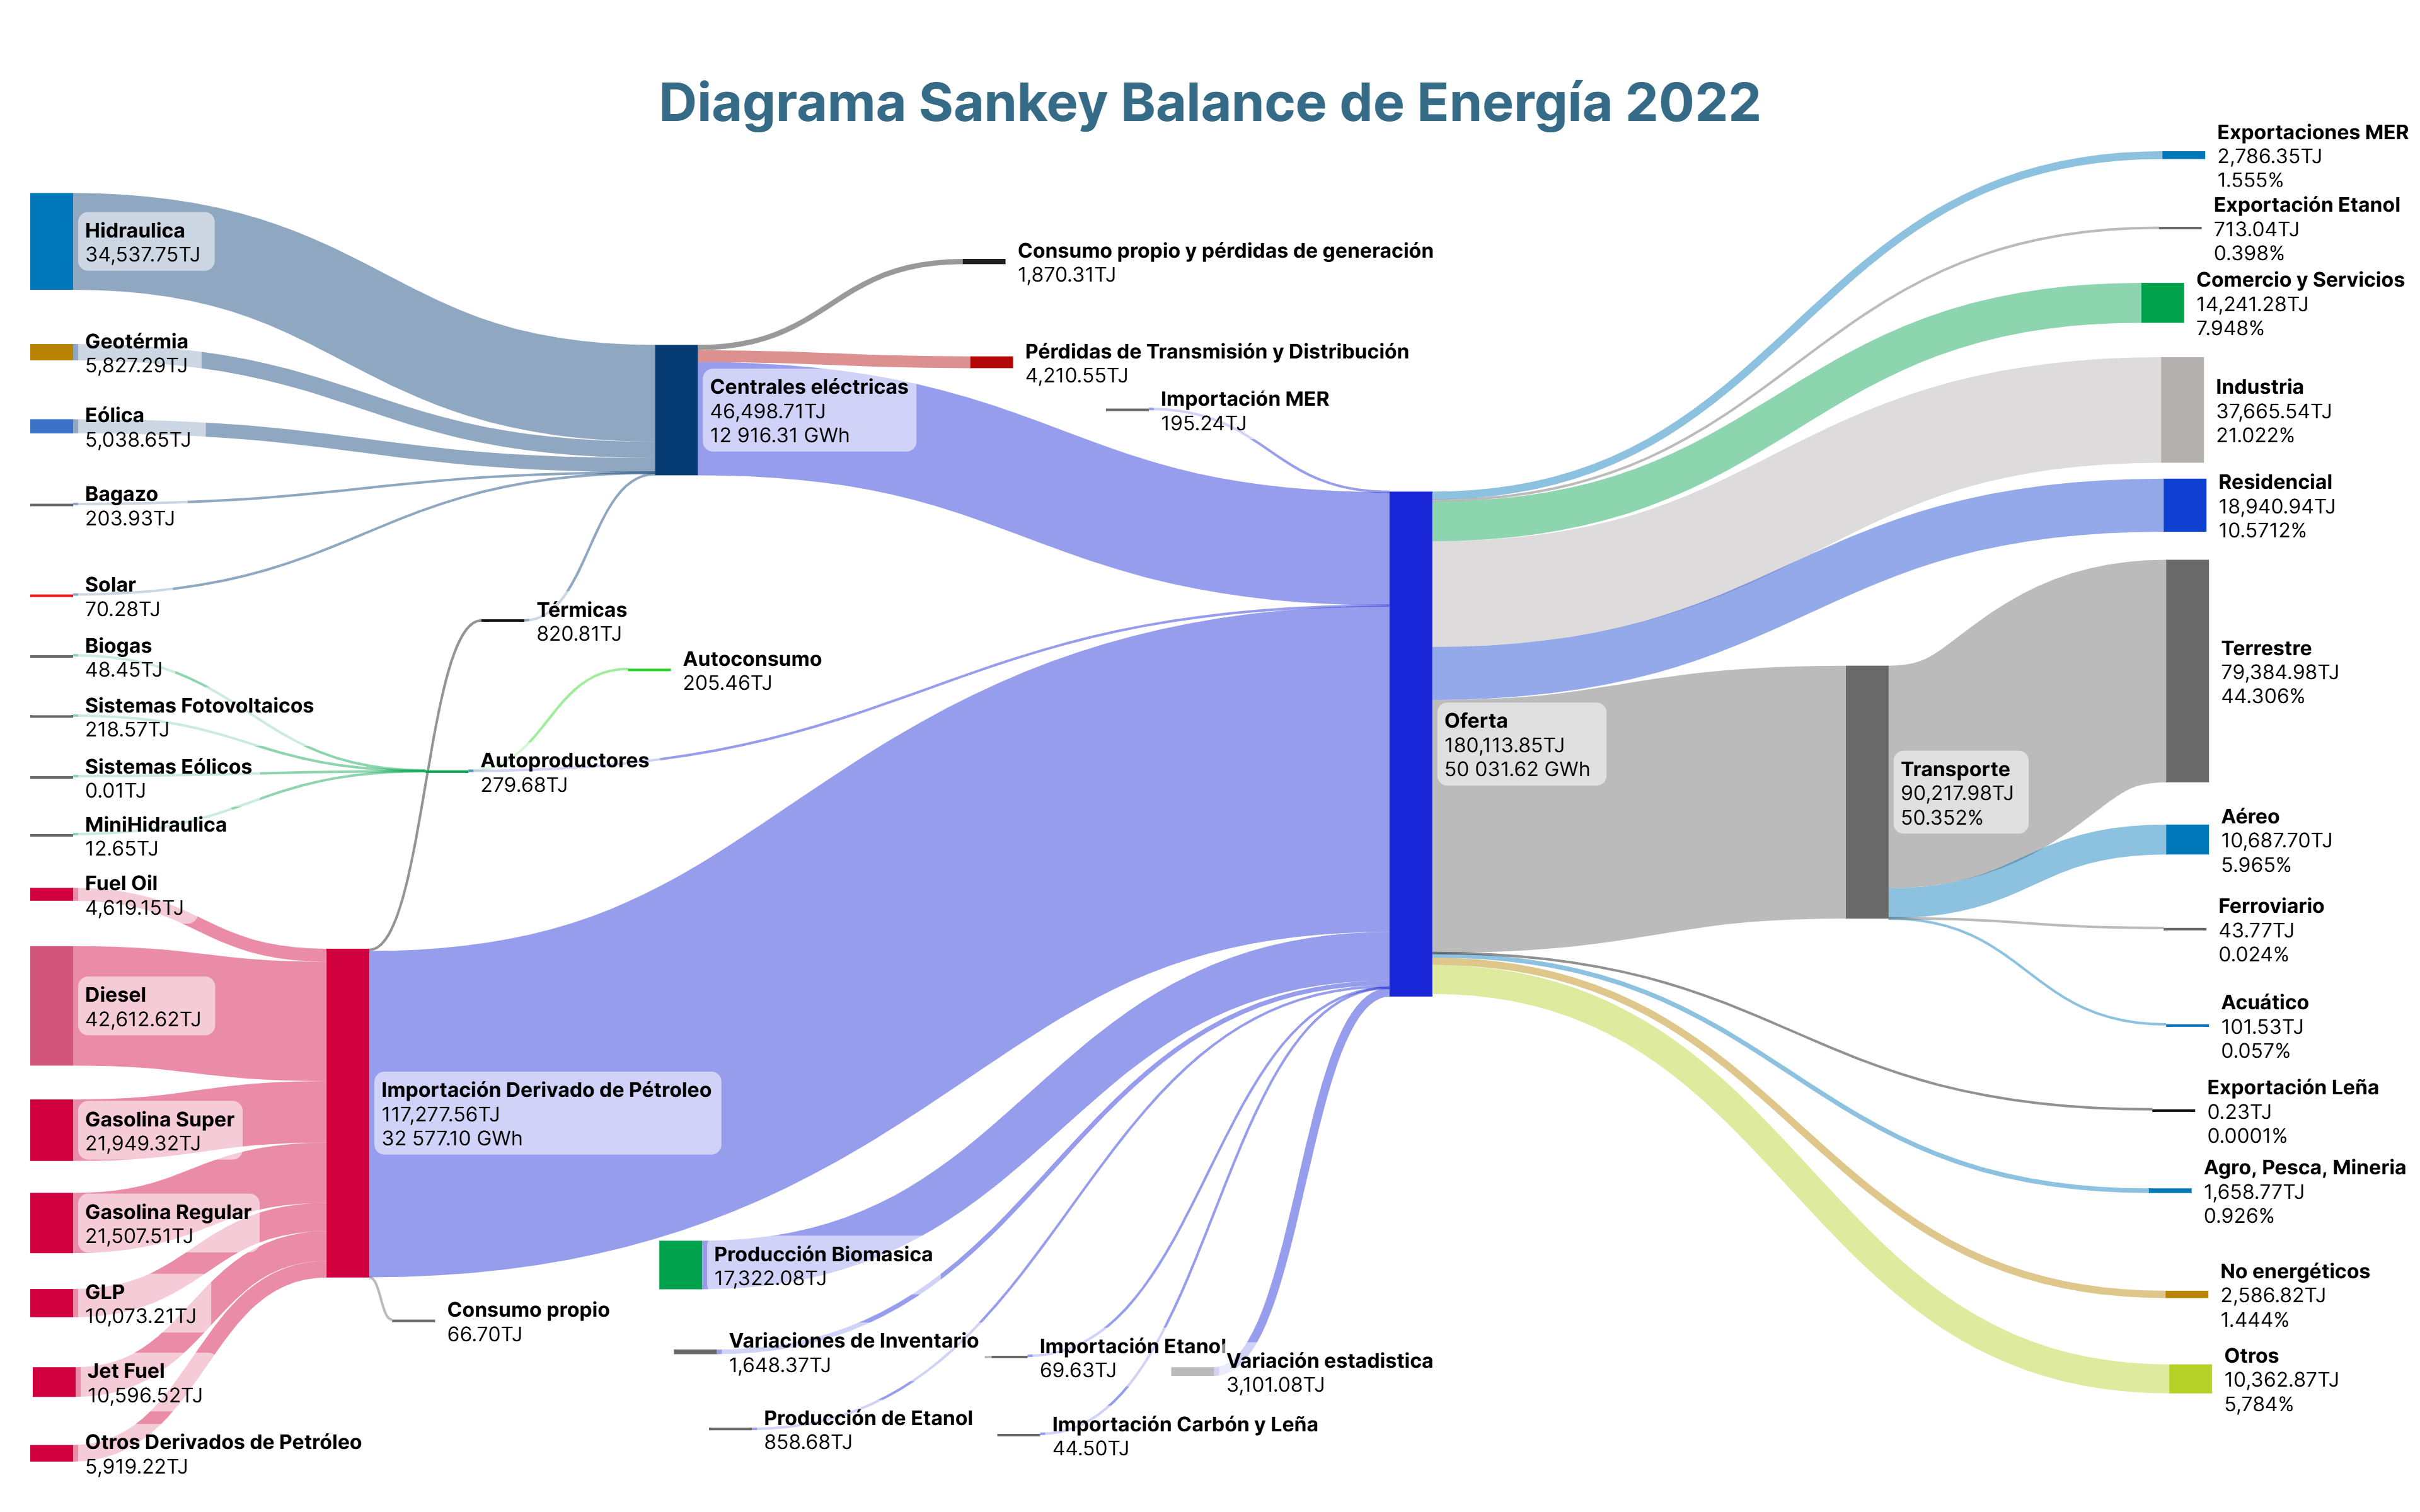 Diagrama Sankey Balance de Energía 2022
Hidraulica
34,537.75TJ
Geotérmia
5,827.29TJ
Eólica
5,038.65TJ
Bagazo
203.93TJ
Solar
70.28TJ
Biogas
48.45TJ
Sistemas Fotovoltaicos
218.57TJ
Sistemas Eólicos
0.01TJ
MiniHidraulica
12.65TJ
Fuel Oil
4,619.15TJ
Diesel
42,612.62TJ
Gasolina Super
21,949.32TJ
Gasolina Regular
21,507.51TJ
GLP
10,073.21TJ
Jet Fuel
10,596.52TJ
Otros Derivados de Petróleo
5,919.22TJ
Térmicas
820.81TJ
Autoconsumo
205.46TJ
Autoproductores
279.68TJ
Importación Derivado de Pétroleo
117,277.56TJ
32 577.10 GWh
Consumo propio
66.70TJ
Centrales eléctricas
46,498.71TJ
12 916.31 GWh
Consumo propio y pérdidas de generación
1,870.31TJ
Pérdidas de Transmisión y Distribución
4,210.55TJ
Importación MER
195.24TJ
Producción Biomasica
17,322.08TJ
Variaciones de Inventario
1,648.37TJ
Producción de Etanol
858.68TJ
Importación Etanol
69.63TJ
Importación Carbón y Leña
44.50TJ
Variación estadistica
3,101.08TJ
Oferta
180,113.85TJ
50 031.62 GWh
Transporte
90,217.98TJ
50.352%
Exportaciones MER
2,786.35TJ
1.555%
Exportación Etanol
713.04TJ
0.398%
Comercio y Servicios
14,241.28TJ
7.948%
Industria
37,665.54TJ
21.022%
Residencial
18,940.94TJ
10.5712%
Terrestre
79,384.98TJ
44.306%
Aéreo
10,687.70TJ
5.965%
Ferroviario
43.77TJ
0.024%
Acuático
101.53TJ
0.057%
Exportación Leña
0.23TJ
0.0001%
Agro, Pesca, Mineria
1,658.77TJ
0.926%
No energéticos
2,586.82TJ
1.444%
Otros
10,362.87TJ
5,784%